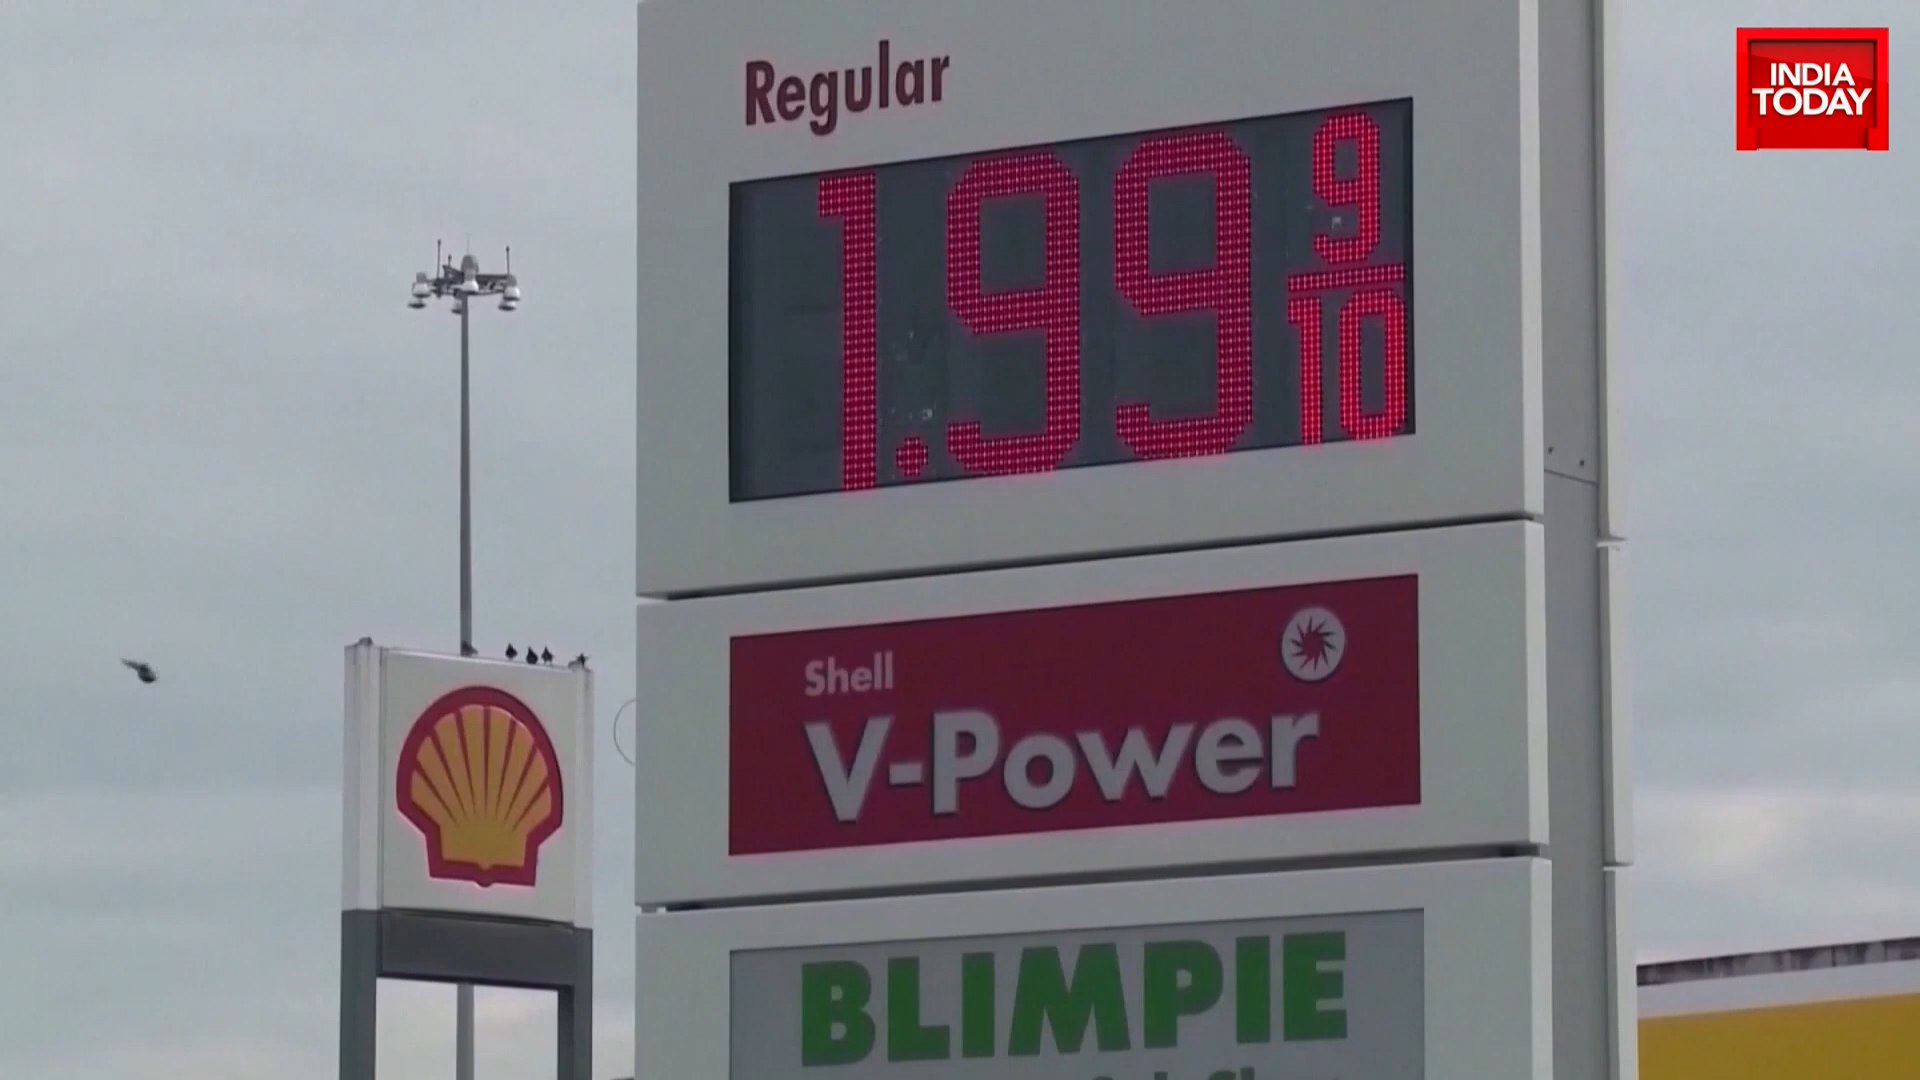 Regular
1.99 9/10
Shell
V-Power
BLIMPIE
INDIA
TODAY